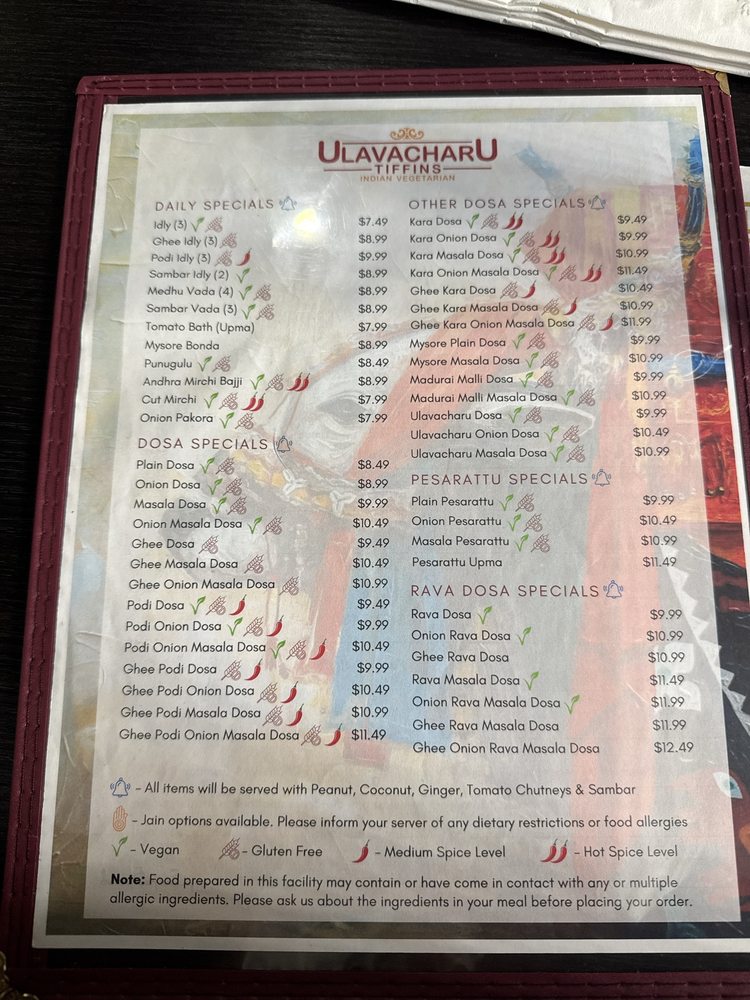 ULAVACHARU
TIFFINS
INDIAN VEGETARIAN
DAILY SPECIALS
Idly (3) $7.49
Ghee Idly (3) $8.99
Podi Idly (3) $9.99
Sambar Idly (2) $8.99
Medhu Vada (4) $8.99
Sambar Vada (3) $8.99
Tomato Bath (Upma) $7.99
Mysore Bonda $8.99
Punugulu $8.49
Andhra Mirchi Bajji $8.99
Cut Mirchi $7.99
Onion Pakora $7.99
DOSA SPECIALS
Plain Dosa $8.49
Onion Dosa $8.99
Masala Dosa $9.99
Onion Masala Dosa $10.49
Ghee Dosa $9.49
Ghee Masala Dosa $10.49
Ghee Onion Masala Dosa $10.99
Podi Dosa $9.49
Podi Onion Dosa $9.99
Podi Onion Masala Dosa $10.49
Ghee Podi Dosa $9.99
Ghee Podi Onion Dosa $10.49
Ghee Podi Masala Dosa $10.99
Ghee Podi Onion Masala Dosa $11.49
OTHER DOSA SPECIALS
Kara Dosa $9.49
Kara Onion Dosa $9.99
Kara Masala Dosa $10.99
Kara Onion Masala Dosa $11.49
Ghee Kara Dosa $10.49
Ghee Kara Masala Dosa $10.99
Ghee Kara Onion Masala Dosa $11.99
Mysore Plain Dosa $9.99
Mysore Masala Dosa $10.99
Madurai Malli Dosa $9.99
Madurai Malli Masala Dosa $10.99
Ulavacharu Dosa $9.99
Ulavacharu Onion Dosa $10.49
Ulavacharu Masala Dosa $10.99
PESARATTU SPECIALS
Plain Pesarattu $9.99
Onion Pesarattu $10.49
Masala Pesarattu $10.99
Pesarattu Upma $11.49
RAVA DOSA SPECIALS
Rava Dosa $9.99
Onion Rava Dosa $10.99
Ghee Rava Dosa $10.99
Rava Masala Dosa $11.49
Onion Rava Masala Dosa $11.99
Ghee Rava Masala Dosa $11.99
Ghee Onion Rava Masala Dosa $12.49
- All items will be served with Peanut, Coconut, Ginger, Tomato Chutneys & Sambar
- Jain options available. Please inform your server of any dietary restrictions or food allergies
- Vegan - Gluten Free - Medium Spice Level - Hot Spice Level
Note: Food prepared in this facility may contain or have come in contact with any or multiple
allergic ingredients. Please ask us about the ingredients in your meal before placing your order.